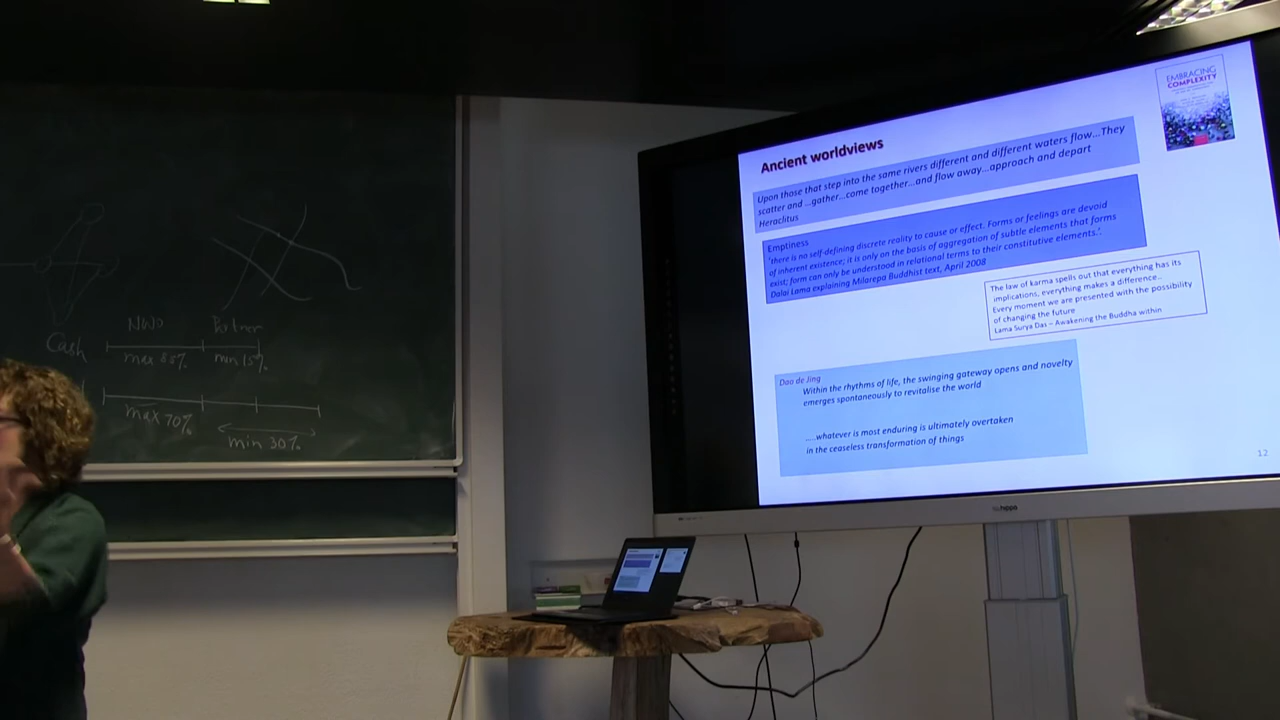 NWO Partner
Cash
max 85% min 15%
max 70%
min 30%
EMBRACING
COMPLEXITY
Ancient worldviews
Upon those that step into the same rivers different and different waters flow...They
scatter and ...gather...come together...and flow away...approach and depart
Heraclitus
Emptiness
'there is no self-defining discrete reality to cause or effect. Forms or feelings are devoid
of inherent existence; it is only on the basis of aggregation of subtle elements that forms
exist; form can only be understood in relational terms to their constitutive elements.'.
Dalai Lama explaining Milarepa Buddhist text, April 2008
The law of karma spells out that everything has its
implications, everything makes a difference...
Every moment we are presented with the possibility
of changing the future
Lama Surya Das – Awakening the Buddha within
Dao de Jing
Within the rhythms of life, the swinging gateway opens and novelty
emerges spontaneously to revitalise the world
.....whatever is most enduring is ultimately overtaken
in the ceaseless transformation of things
12